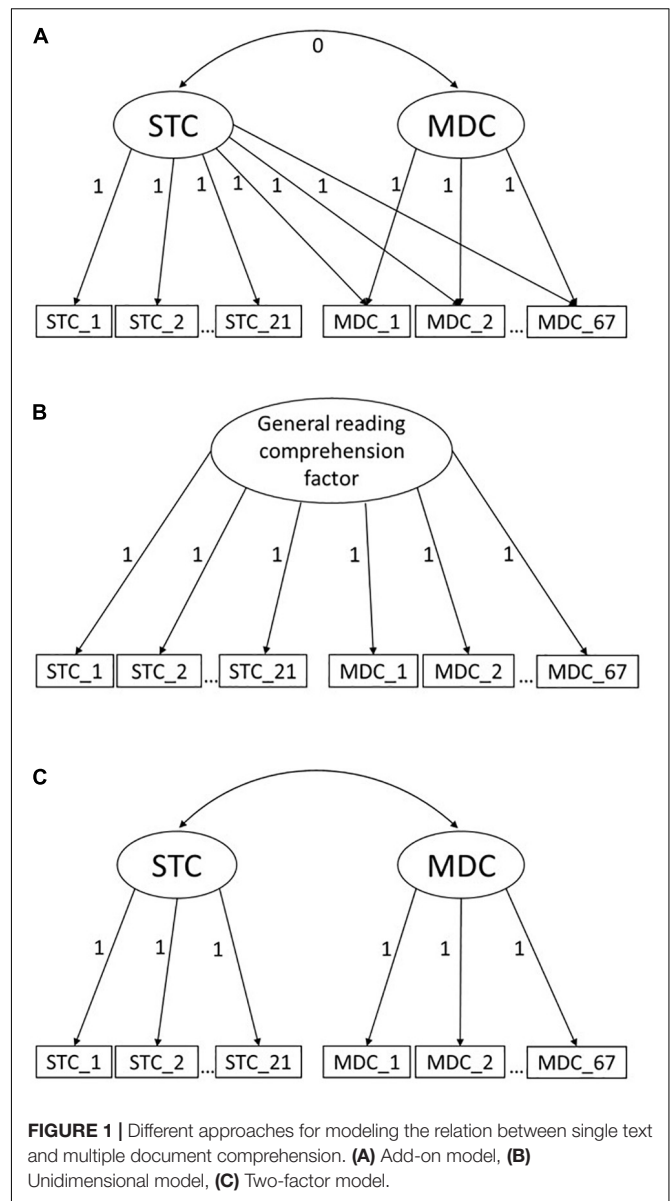 A
0
STC MDC
1 1 1 1 1 1 1 1 1
STC_1 STC_2 ... STC_21 MDC_1 MDC_2 ... MDC_67
B
General reading
comprehension
factor
1 1 1 1 1 1
STC_1 STC_2 ... STC_21 MDC_1 MDC_2 ... MDC_67
C
STC MDC
1 1 1 1 1 1
STC_1 STC_2 ... STC_21 MDC_1 MDC_2 ... MDC_67
FIGURE 1 | Different approaches for modeling the relation between single text
and multiple document comprehension. (A) Add-on model, (B)
Unidimensional model, (C) Two-factor model.